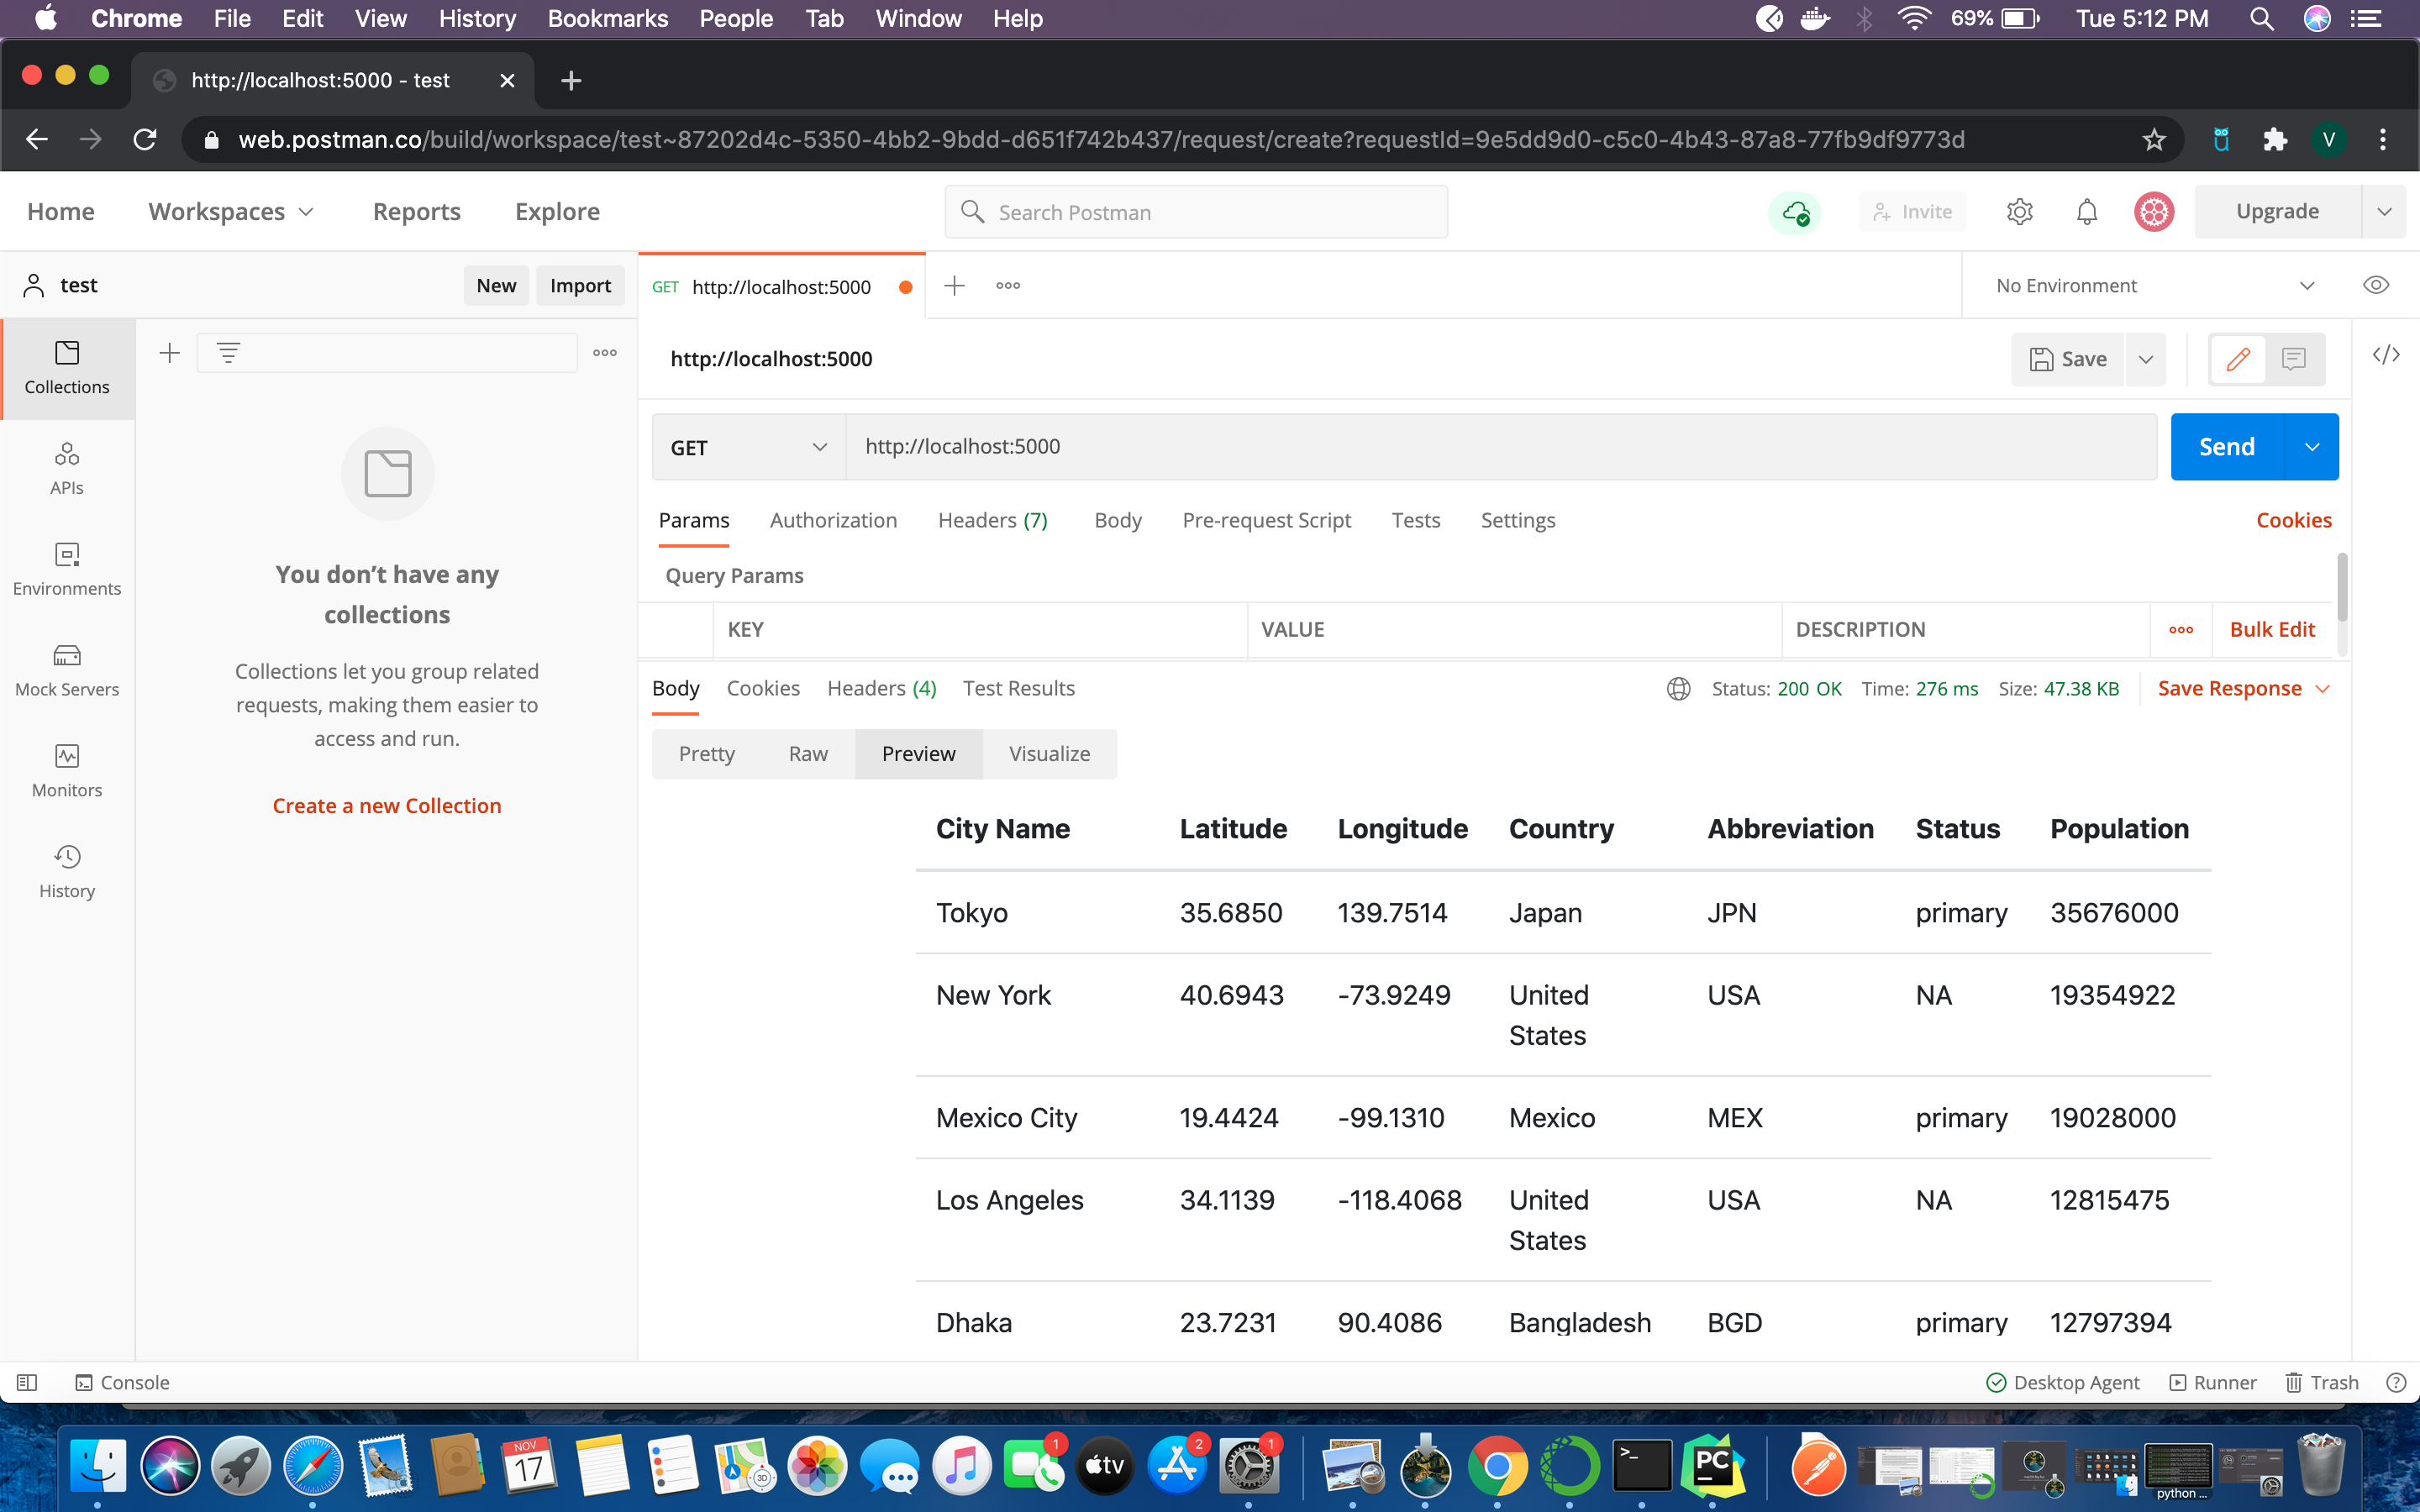 Chrome File Edit View History Bookmarks People Tab Window Help 69% Tue 5:12 PM
http://localhost:5000 - test
web.postman.co/build/workspace/test~87202d4c-5350-4bb2-9bdd-d651f742b437/request/create?requestId=9e5dd9d0-c5c0-4b43-87a8-77fb9df9773d V
Home Workspaces Reports Explore Search Postman Invite Upgrade
test New Import GET http://localhost:5000 No Environment
http://localhost:5000 Save
Collections
GET http://localhost:5000 Send
APIs
Params Authorization Headers (7) Body Pre-request Script Tests Settings Cookies
Environments
You don’t have any
collections
Query Params
KEY VALUE DESCRIPTION Bulk Edit
Collections let you group related
requests, making them easier to
access and run.
Mock Servers
Body Cookies Headers (4) Test Results Status: 200 OK Time: 276 ms Size: 47.38 KB Save Response
Pretty Raw Preview Visualize
Monitors
Create a new Collection
History
City Name Latitude Longitude Country Abbreviation Status Population
Tokyo 35.6850 139.7514 Japan JPN primary 35676000
New York 40.6943 -73.9249 United USA NA 19354922
States
Mexico City 19.4424 -99.1310 Mexico MEX primary 19028000
Los Angeles 34.1139 -118.4068 United USA NA 12815475
States
Dhaka 23.7231 90.4086 Bangladesh BGD primary 12797394
Console Desktop Agent Runner Trash
NOV
17
3D
1
tv
2
1
>_
PC
python ...